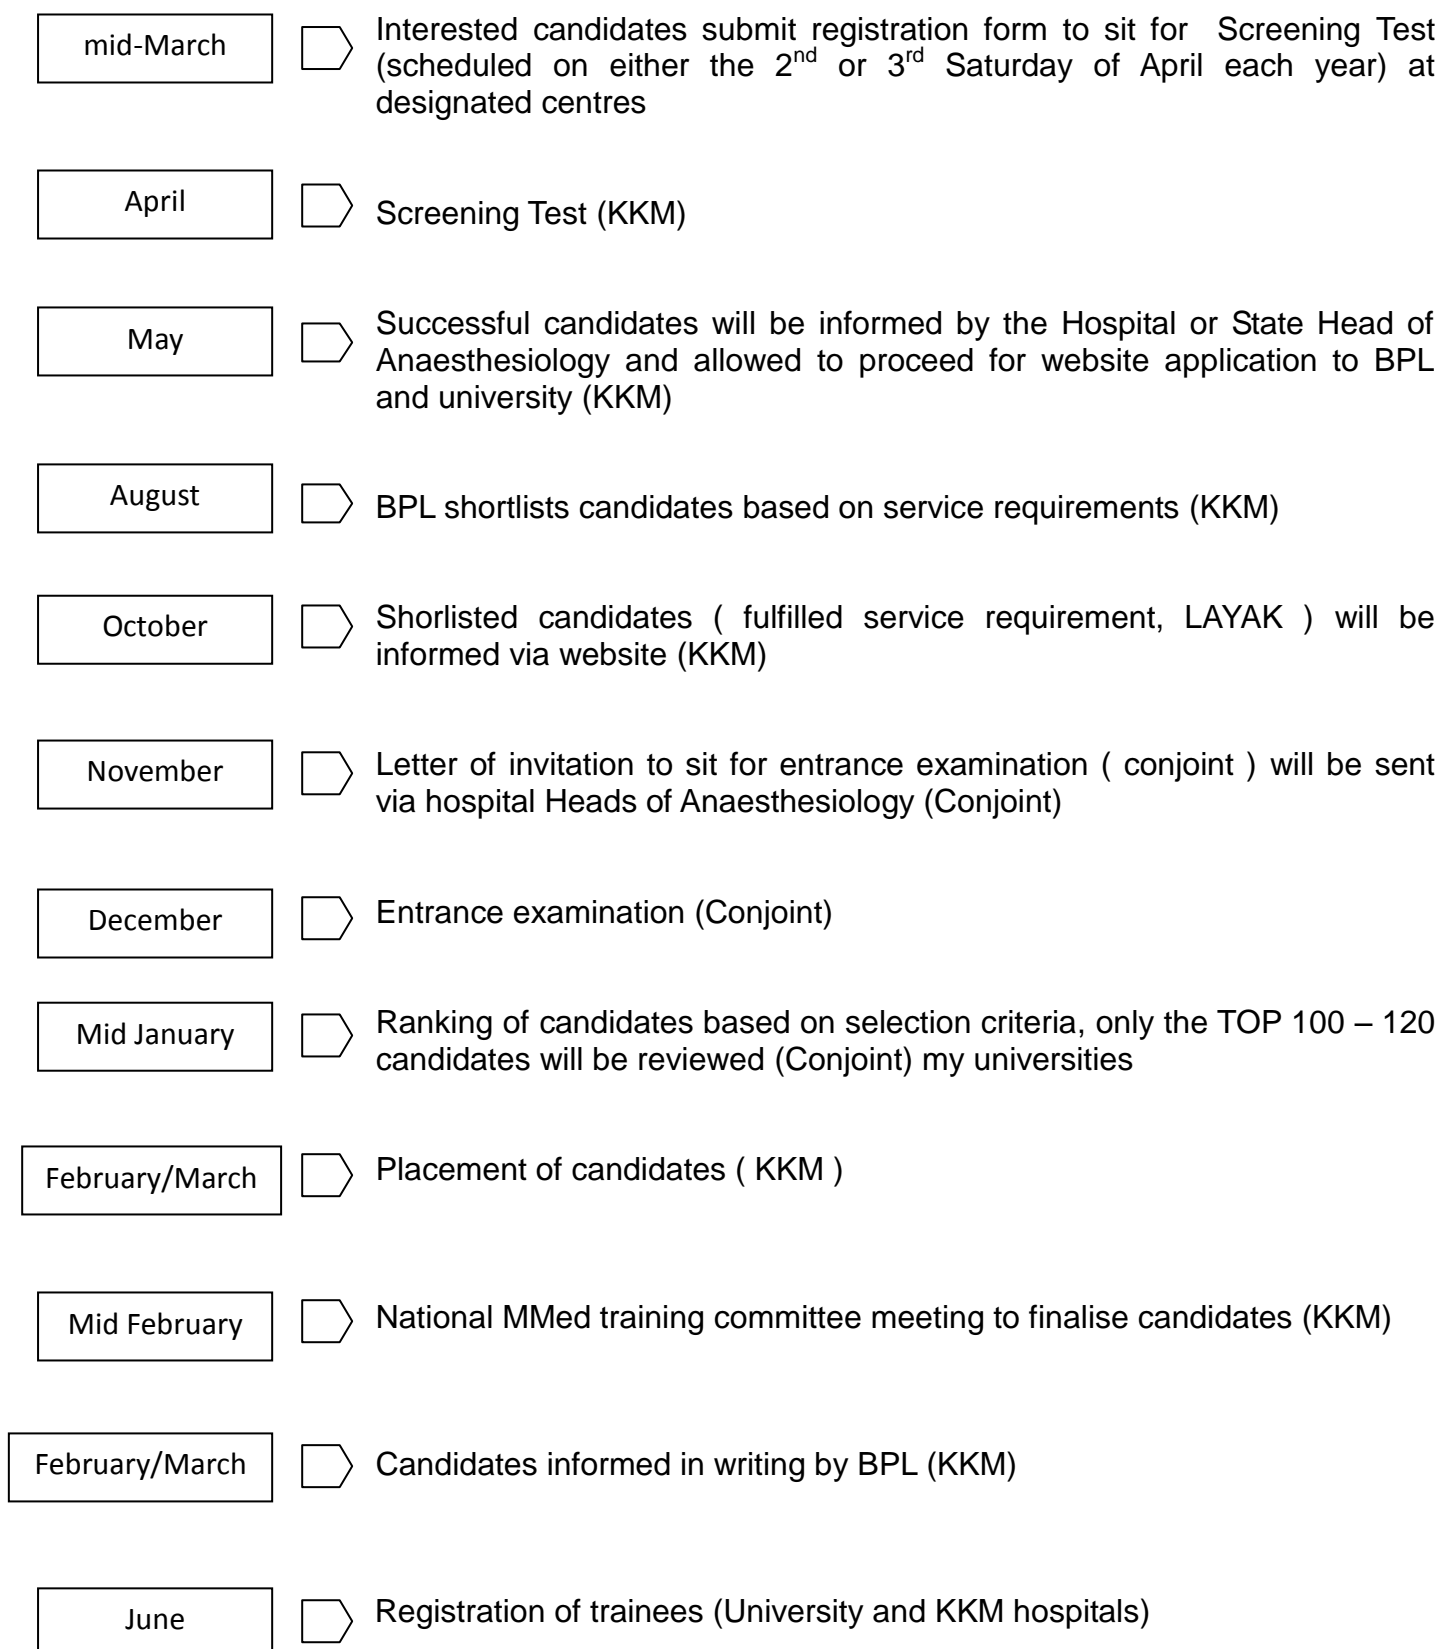 mid-March
Interested candidates submit registration form to sit for Screening Test
(scheduled on either the 2nd or 3rd Saturday of April each year) at
designated centres
April
Screening Test (KKM)
May
Successful candidates will be informed by the Hospital or State Head of
Anaesthesiology and allowed to proceed for website application to BPL
and university (KKM)
August
BPL shortlists candidates based on service requirements (KKM)
October
Shorlisted candidates ( fulfilled service requirement, LAYAK ) will be
informed via website (KKM)
November
Letter of invitation to sit for entrance examination ( conjoint ) will be sent
via hospital Heads of Anaesthesiology (Conjoint)
December
Entrance examination (Conjoint)
Mid January
Ranking of candidates based on selection criteria, only the TOP 100 – 120
candidates will be reviewed (Conjoint) my universities
February/March
Placement of candidates ( KKM )
Mid February
National MMed training committee meeting to finalise candidates (KKM)
February/March
Candidates informed in writing by BPL (KKM)
June
Registration of trainees (University and KKM hospitals)